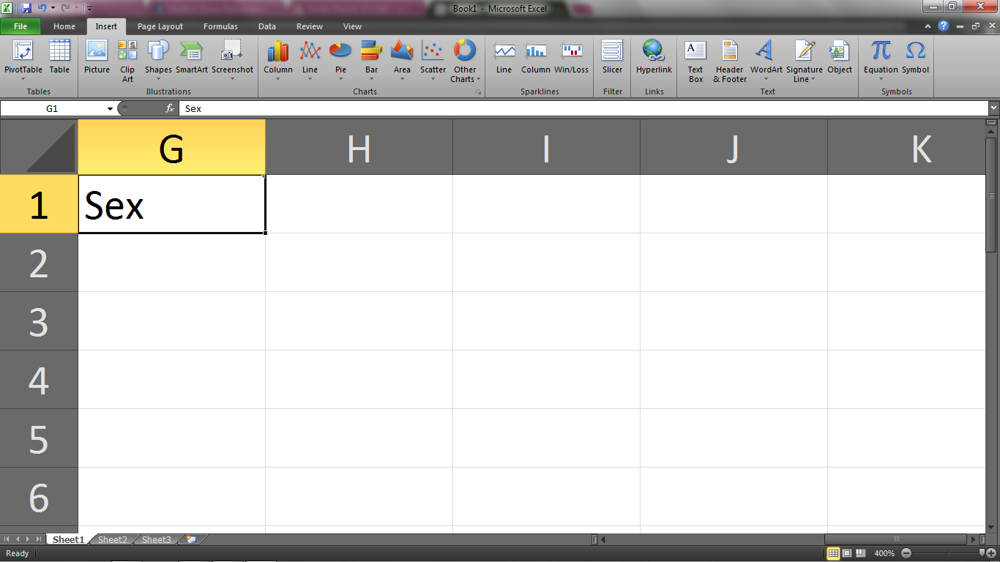 Book1 - Microsoft Excel
File Home Insert Page Layout Formulas Data Review View
PivotTable Table Picture Clip Art Shapes SmartArt Screenshot Column Line Pie Bar Area Scatter Other Charts Line Column Win/Loss Slicer Hyperlink Text Box Header & Footer WordArt Signature Line Object Equation Symbol
Tables Illustrations Charts Sparklines Filter Links Text Symbols
G1 fx Sex
G H I J K
1 Sex
2
3
4
5
6
Sheet1 Sheet2 Sheet3
Ready 400%